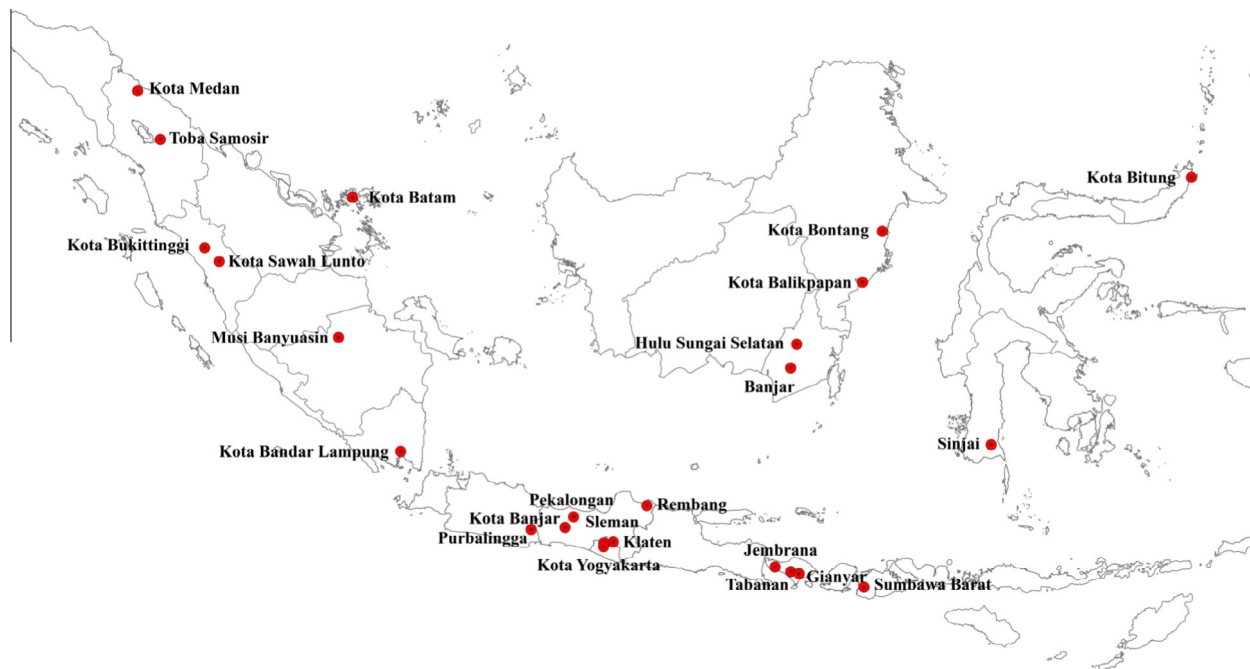 Kota Medan
Toba Samosir
Kota Bitung
Kota Batam
Kota Bontang
Kota Bukittinggi
Kota Sawah Lunto
Kota Balikpapan
Musi Banyuasin
Hulu Sungai Selatan
Banjar
Sinjai
Kota Bandar Lampung
Pekalongan
Rembang
Kota Banjar
Sleman
Purbalingga
Klaten
Kota Yogyakarta
Jembrana
Gianyar
Tabanan
Sumbawa Barat